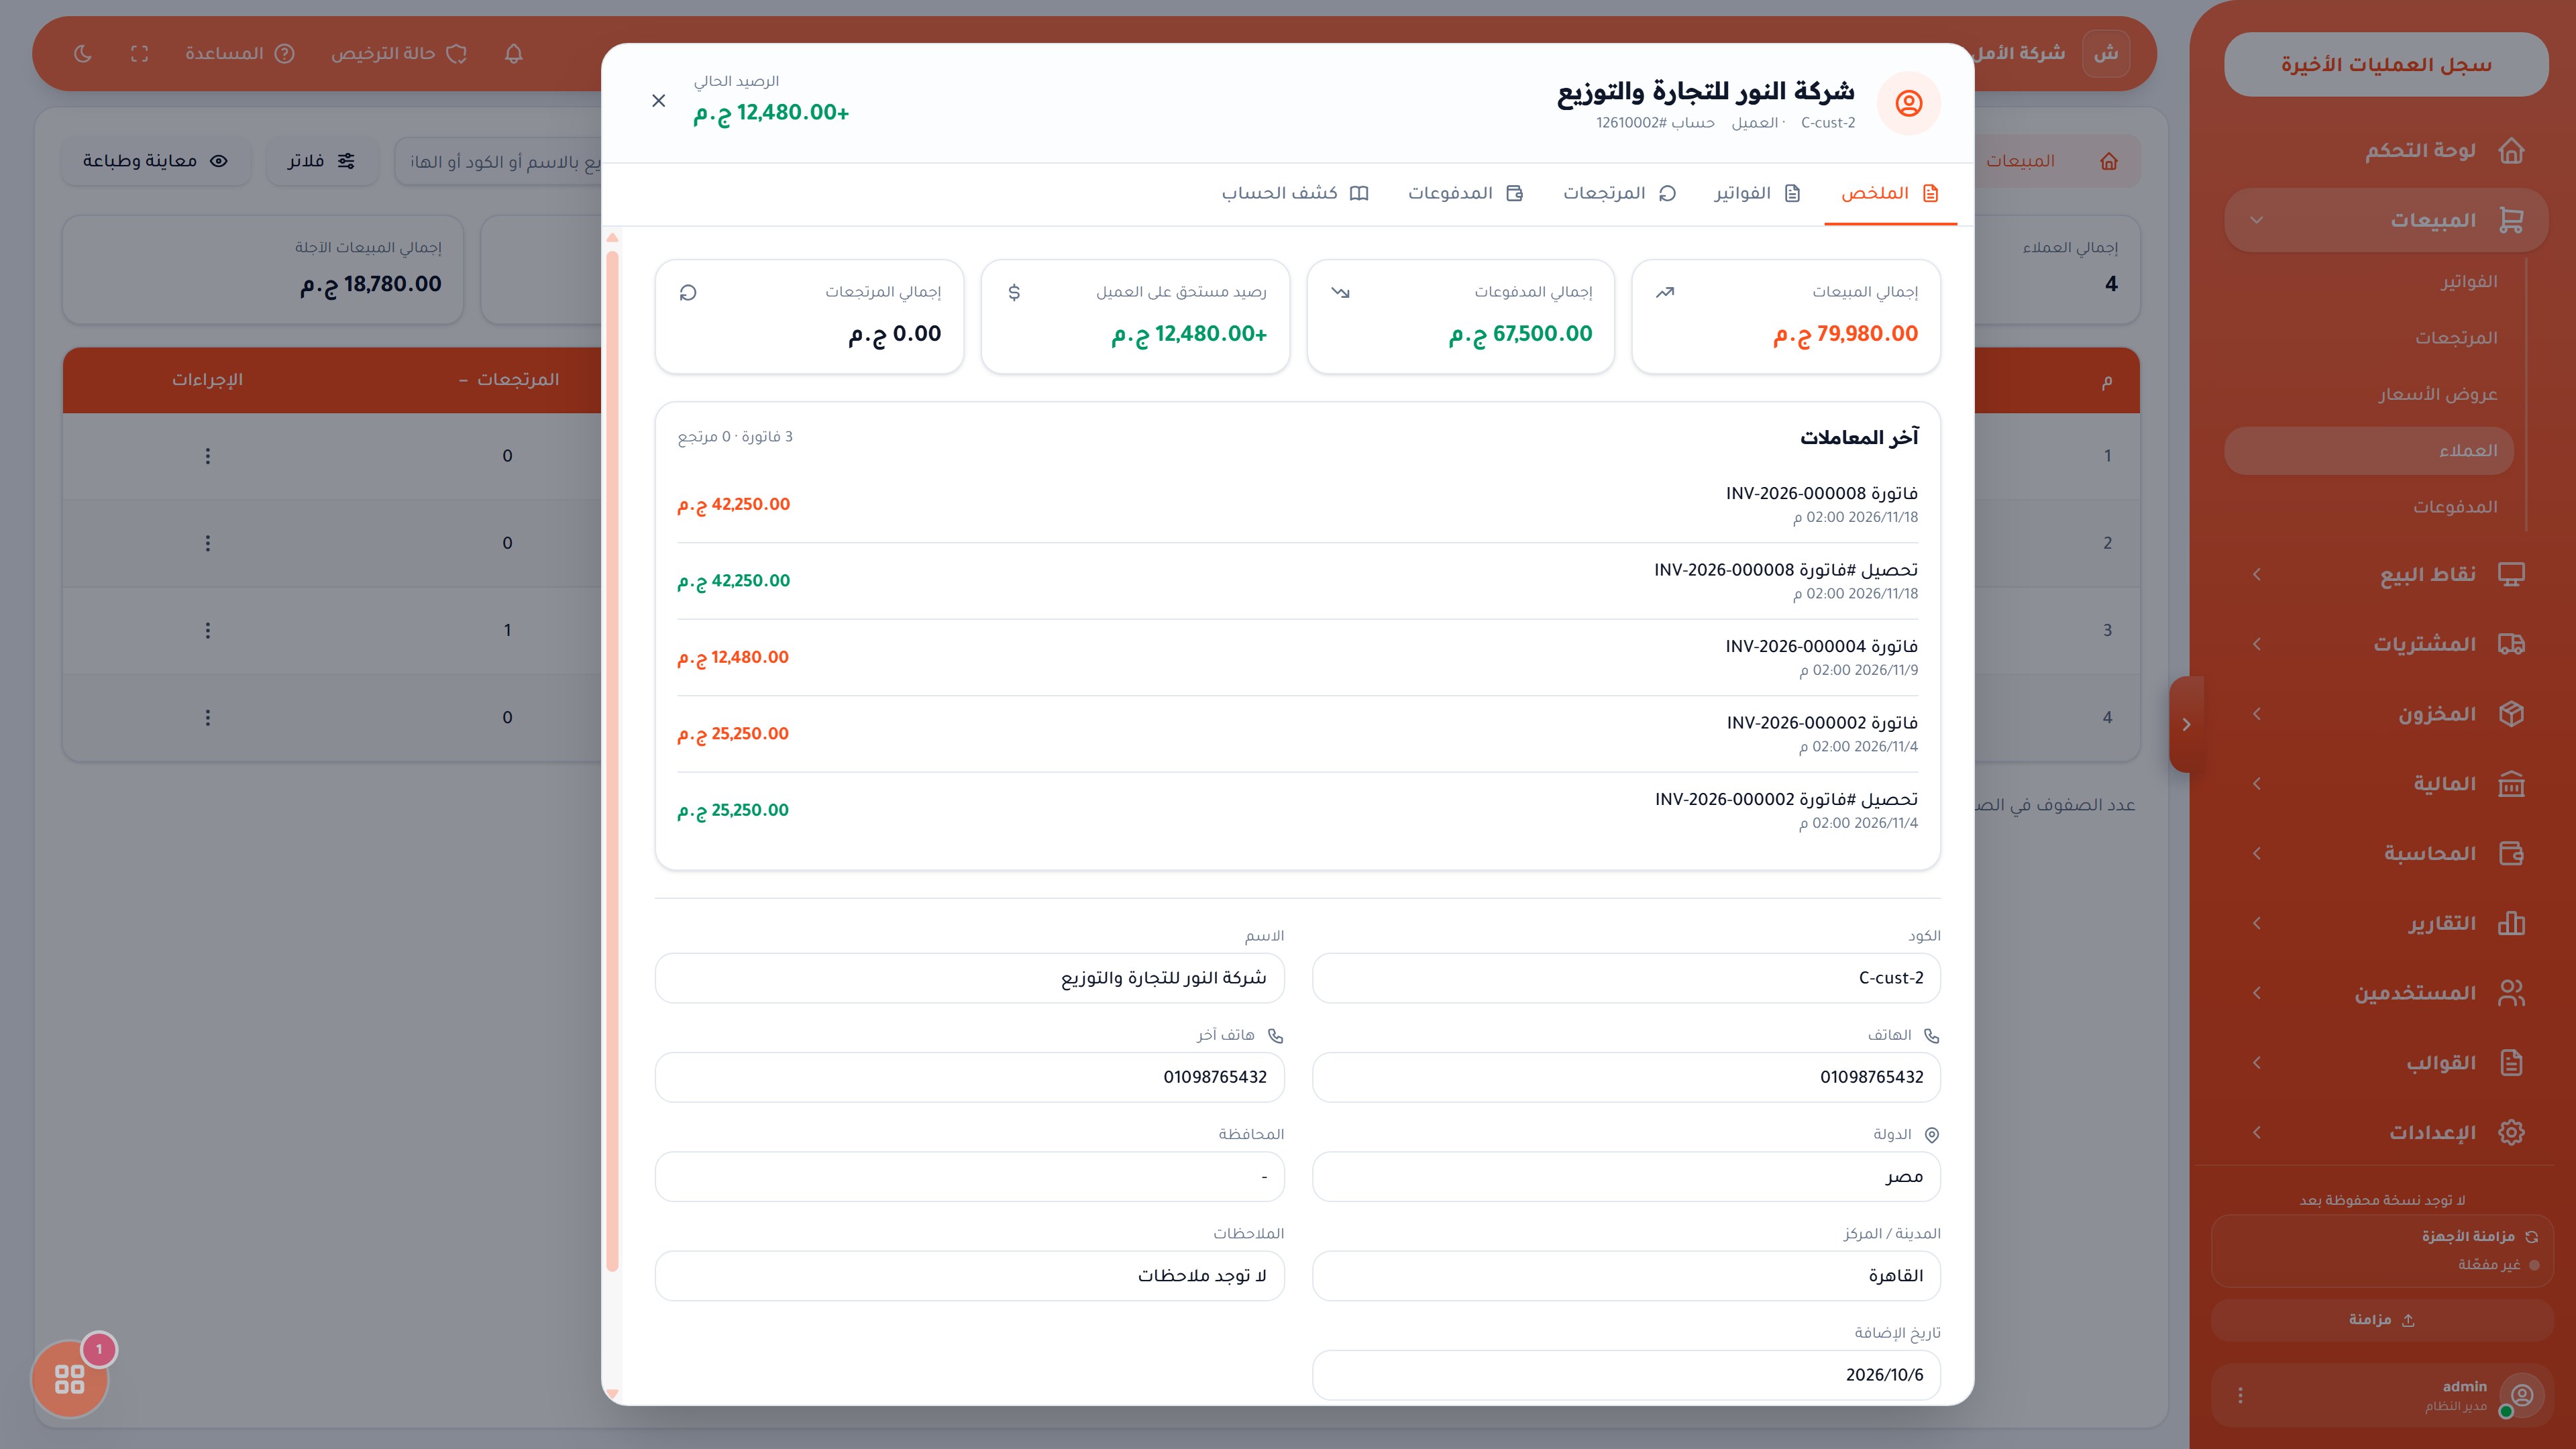 سجل العمليات الأخيرة
لوحة التحكم
المبيعات
الفواتير
المرتجعات
عروض الأسعار
العملاء
المدفوعات
نقاط البيع
المشتريات
المخزون
المالية
المحاسبة
التقارير
المستخدمين
القوالب
الإعدادات
لا توجد نسخة محفوظة بعد
مزامنة الأجهزة
غير مفعّلة
مزامنة
admin
مدير النظام
ش
شركة الأمل
حالة الترخيص
المساعدة
المبيعات
بالاسم أو الكود أو
فلاتر
معاينة وطباعة
إجمالي العملاء
4
إجمالي المبيعات الآجلة
18,780.00 ج.م
م
المرتجعات –
الإجراءات
1
0
2
0
3
1
4
0
عدد الصفوف في
1
شركة النور للتجارة والتوزيع
C-cust-2 · العميل حساب #12610002
الرصيد الحالي
+12,480.00 ج.م
الملخص
الفواتير
المرتجعات
المدفوعات
كشف الحساب
إجمالي المبيعات
79,980.00 ج.م
إجمالي المدفوعات
67,500.00 ج.م
رصيد مستحق على العميل
+12,480.00 ج.م
إجمالي المرتجعات
0.00 ج.م
آخر المعاملات
3 فاتورة · 0 مرتجع
فاتورة INV-2026-000008
2026/11/18 02:00 م
42,250.00 ج.م
تحصيل #فاتورة INV-2026-000008
2026/11/18 02:00 م
42,250.00 ج.م
فاتورة INV-2026-000004
2026/11/9 02:00 م
12,480.00 ج.م
فاتورة INV-2026-000002
2026/11/4 02:00 م
25,250.00 ج.م
تحصيل #فاتورة INV-2026-000002
2026/11/4 02:00 م
25,250.00 ج.م
الكود
C-cust-2
الاسم
شركة النور للتجارة والتوزيع
الهاتف
01098765432
هاتف آخر
01098765432
الدولة
مصر
المحافظة
-
المدينة / المركز
القاهرة
الملاحظات
لا توجد ملاحظات
تاريخ الإضافة
2026/10/6